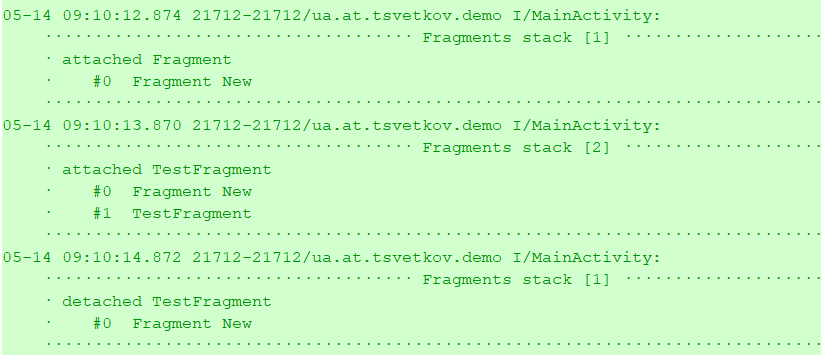 05-14 09:10:12.874 21712-21712/ua.at.tsvetkov.demo I/MainActivity:
····································· Fragments stack [1] ····················
· attached Fragment
·    #0  Fragment New
······························································································
05-14 09:10:13.870 21712-21712/ua.at.tsvetkov.demo I/MainActivity:
····································· Fragments stack [2] ····················
· attached TestFragment
·    #0  Fragment New
·    #1  TestFragment
······························································································
05-14 09:10:14.872 21712-21712/ua.at.tsvetkov.demo I/MainActivity:
····································· Fragments stack [1] ····················
· detached TestFragment
·    #0  Fragment New
······························································································